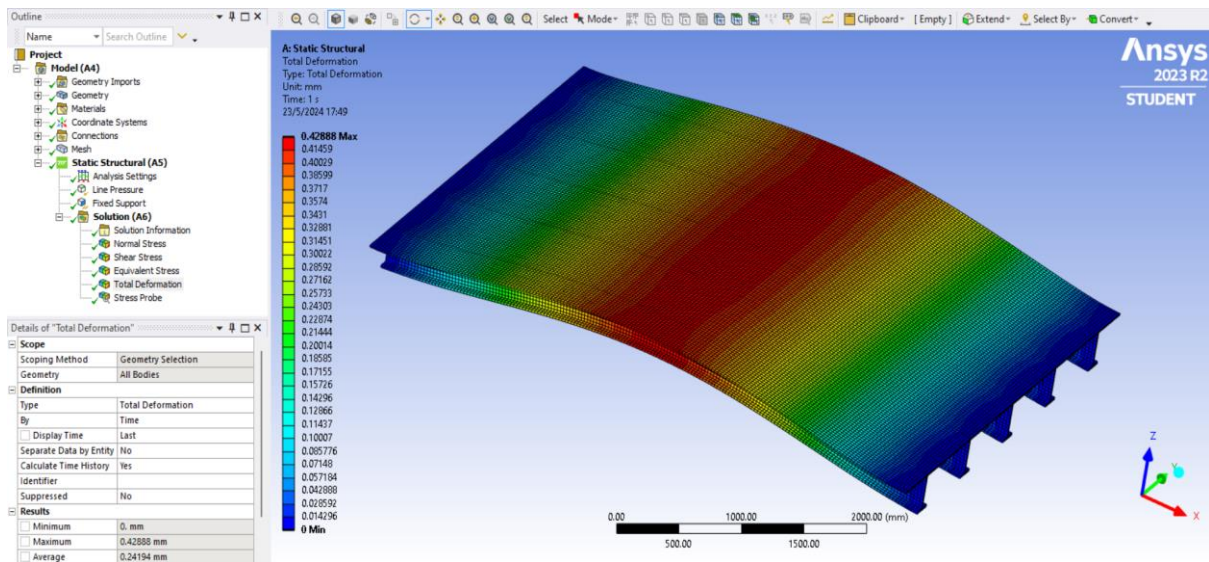 Outline
Name Search Outline
Project
Model (A4)
Geometry Imports
Geometry
Materials
Coordinate Systems
Connections
Mesh
Static Structural (A5)
Analysis Settings
Line Pressure
Fixed Support
Solution (A6)
Solution Information
Normal Stress
Shear Stress
Equivalent Stress
Total Deformation
Stress Probe
Details of "Total Deformation"
Scope
Scoping Method Geometry Selection
Geometry All Bodies
Definition
Type Total Deformation
By Time
Display Time Last
Separate Data by Entity No
Calculate Time History Yes
Identifier
Suppressed No
Results
Minimum 0. mm
Maximum 0.42888 mm
Average 0.24194 mm
Select Mode Clipboard [ Empty ] Extend Select By Convert
A: Static Structural
Total Deformation
Type: Total Deformation
Unit: mm
Time: 1 s
23/5/2024 17:49
0.42888 Max
0.41459
0.40029
0.38599
0.3717
0.3574
0.3431
0.32881
0.31451
0.30022
0.28592
0.27162
0.25733
0.24303
0.22874
0.21444
0.20014
0.18585
0.17155
0.15726
0.14296
0.12866
0.11437
0.10007
0.085776
0.07148
0.057184
0.042888
0.028592
0.014296
0 Min
Ansys
2023 R2
STUDENT
0.00 1000.00 2000.00 (mm)
500.00 1500.00
Z
Y
X